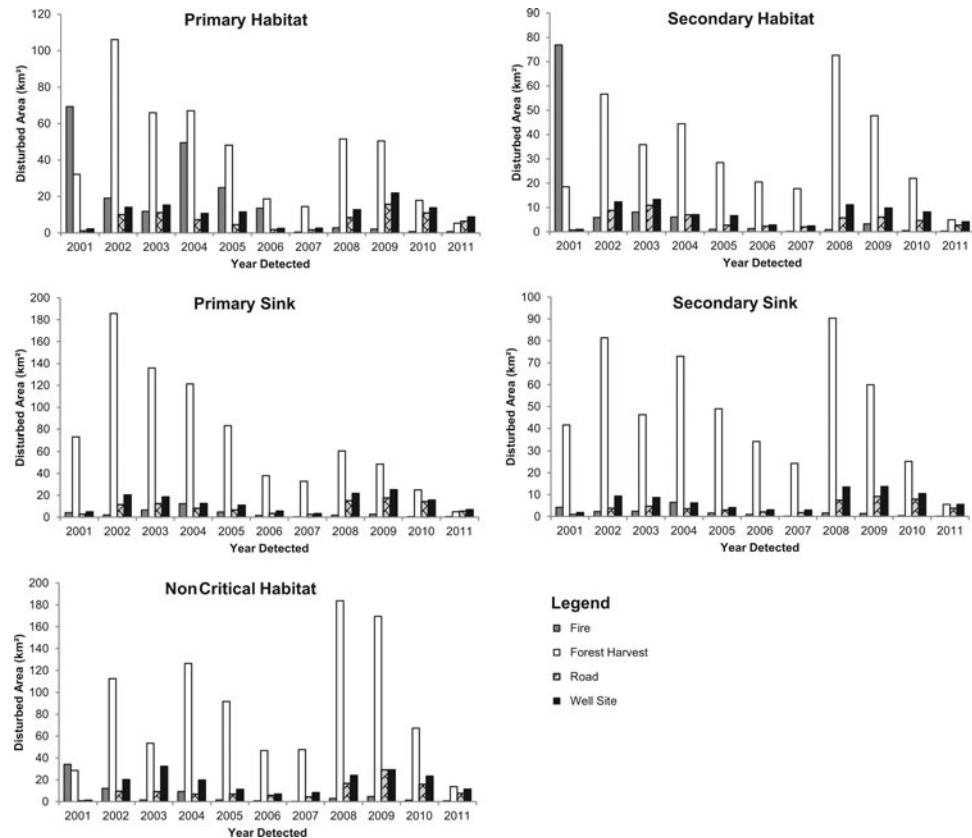 Primary Habitat
Disturbed Area (km²)
120
100
80
60
40
20
0
2001 2002 2003 2004 2005 2006 2007 2008 2009 2010 2011
Year Detected
Secondary Habitat
Disturbed Area (km²)
90
80
70
60
50
40
30
20
10
0
2001 2002 2003 2004 2005 2006 2007 2008 2009 2010 2011
Year Detected
Primary Sink
Disturbed Area (km²)
200
180
160
140
120
100
80
60
40
20
0
2001 2002 2003 2004 2005 2006 2007 2008 2009 2010 2011
Year Detected
Secondary Sink
Disturbed Area (km²)
100
90
80
70
60
50
40
30
20
10
0
2001 2002 2003 2004 2005 2006 2007 2008 2009 2010 2011
Year Detected
Non Critical Habitat
Disturbed Area (km²)
200
180
160
140
120
100
80
60
40
20
0
2001 2002 2003 2004 2005 2006 2007 2008 2009 2010 2011
Year Detected
Legend
Fire
Forest Harvest
Road
Well Site